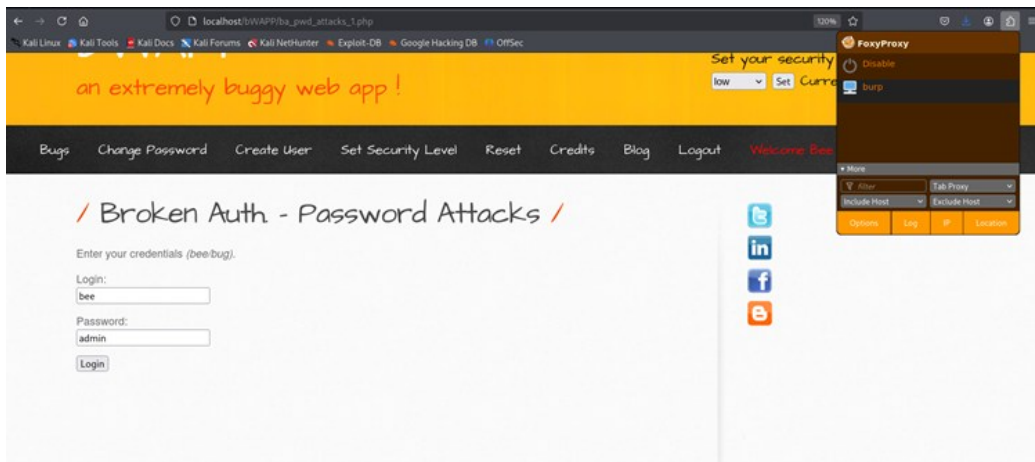 localhost/bWAPP/ba_pwd_attacks_1.php
120%
Kali Linux Kali Tools Kali Docs Kali Forums Kali NetHunter Exploit-DB Google Hacking DB OffSec
FoxyProxy
Disable
burp
More
Filter Tab Proxy
Include Host Exclude Host
Options Log IP Location
an extremely buggy web app !
Set your security
low Set Curre
Bugs Change Password Create User Set Security Level Reset Credits Blog Logout Welcome Bee
/ Broken Auth. - Password Attacks /
Enter your credentials (bee/bug).
Login:
bee
Password:
admin
Login